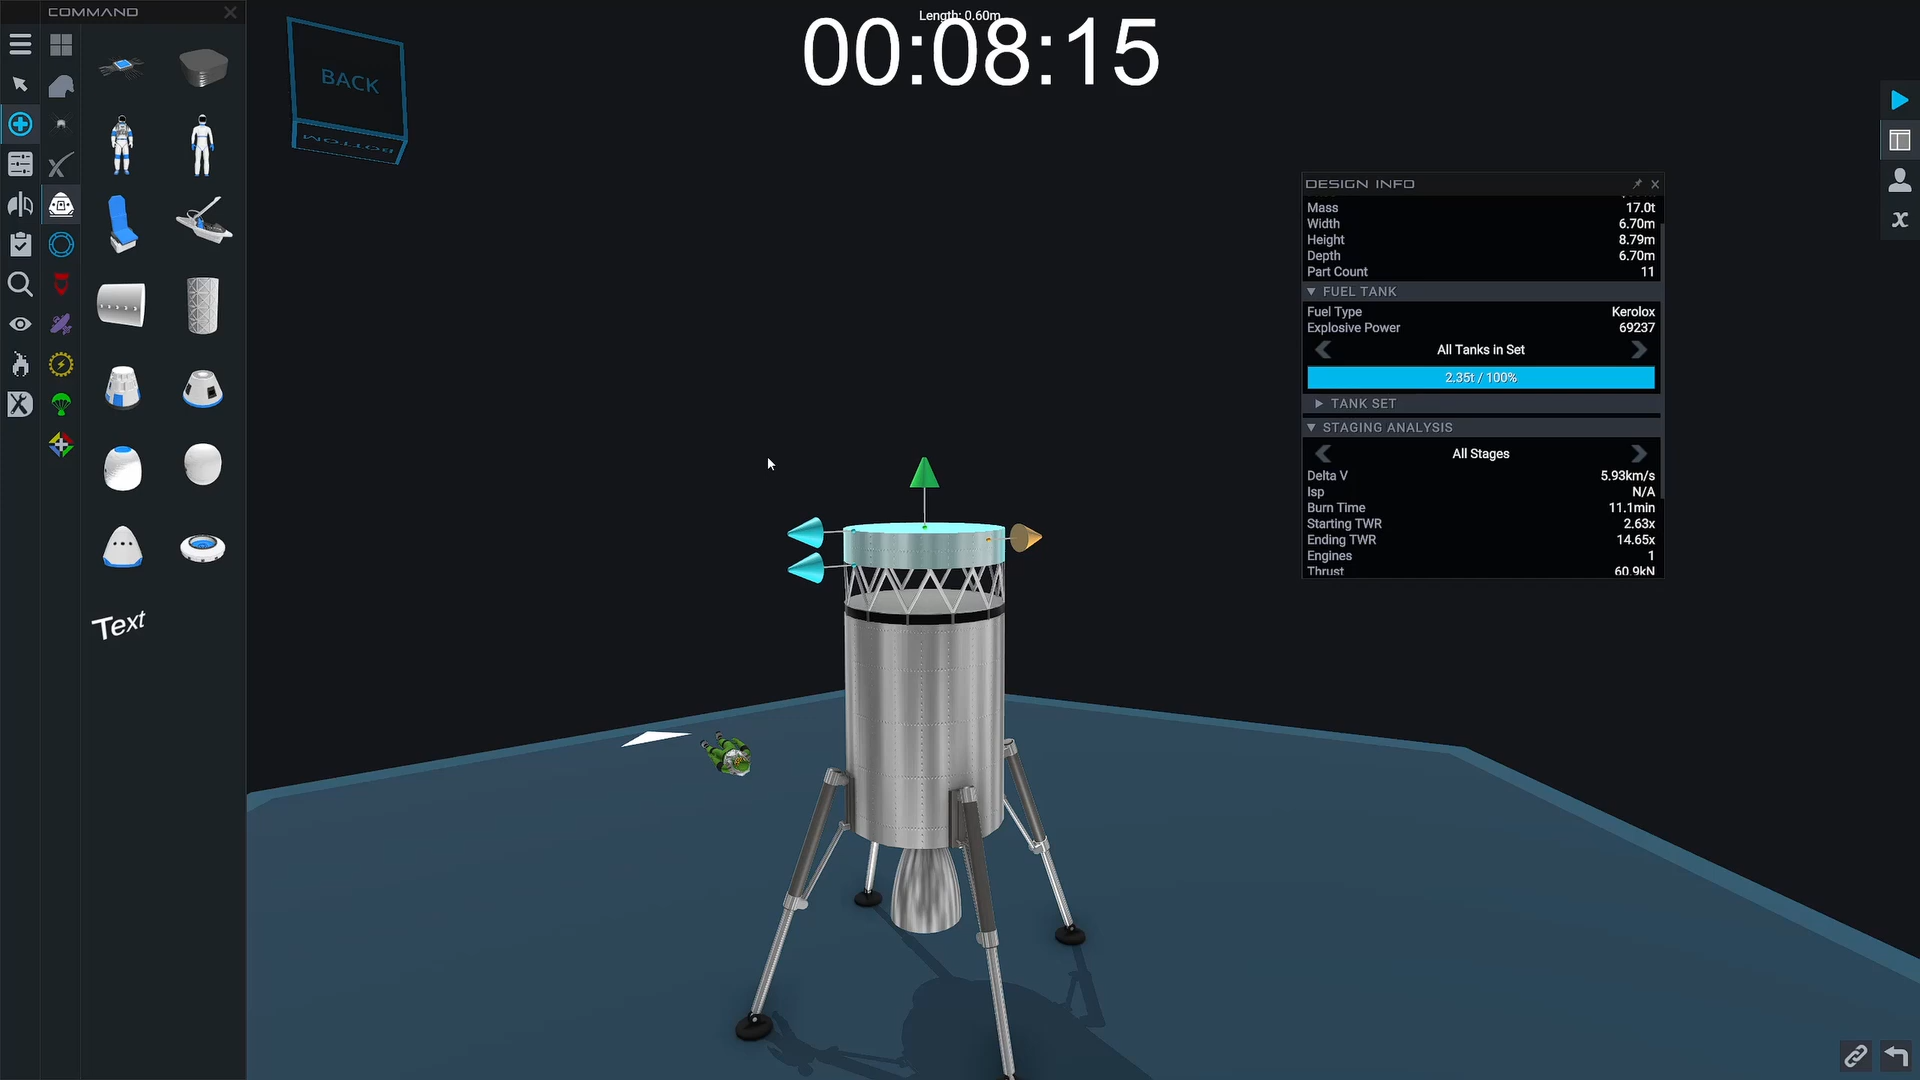 COMMAND
Length: 0.60m
00:08:15
BACK
BOTTOM
Text
DESIGN INFO
Mass 17.0t
Width 6.70m
Height 8.79m
Depth 6.70m
Part Count 11
FUEL TANK
Fuel Type Kerolox
Explosive Power 69237
All Tanks in Set
2.35t / 100%
TANK SET
STAGING ANALYSIS
All Stages
Delta V 5.93km/s
Isp N/A
Burn Time 11.1min
Starting TWR 2.63x
Ending TWR 14.65x
Engines 1
Thrust 60.9kN